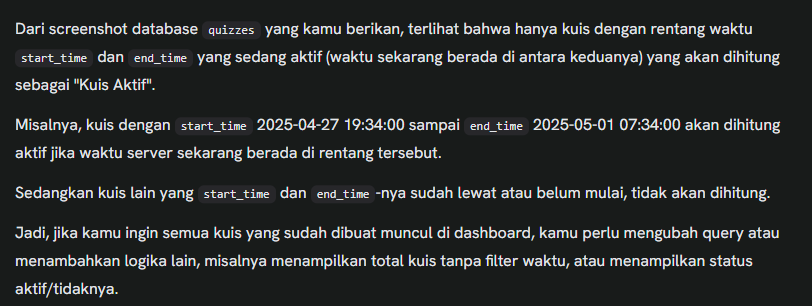 Dari screenshot database quizzes yang kamu berikan, terlihat bahwa hanya kuis dengan rentang waktu
start_time dan end_time yang sedang aktif (waktu sekarang berada di antara keduanya) yang akan dihitung
sebagai "Kuis Aktif".
Misalnya, kuis dengan start_time 2025-04-27 19:34:00 sampai end_time 2025-05-01 07:34:00 akan dihitung
aktif jika waktu server sekarang berada di rentang tersebut.
Sedangkan kuis lain yang start_time dan end_time-nya sudah lewat atau belum mulai, tidak akan dihitung.
Jadi, jika kamu ingin semua kuis yang sudah dibuat muncul di dashboard, kamu perlu mengubah query atau
menambahkan logika lain, misalnya menampilkan total kuis tanpa filter waktu, atau menampilkan status
aktif/tidaknya.